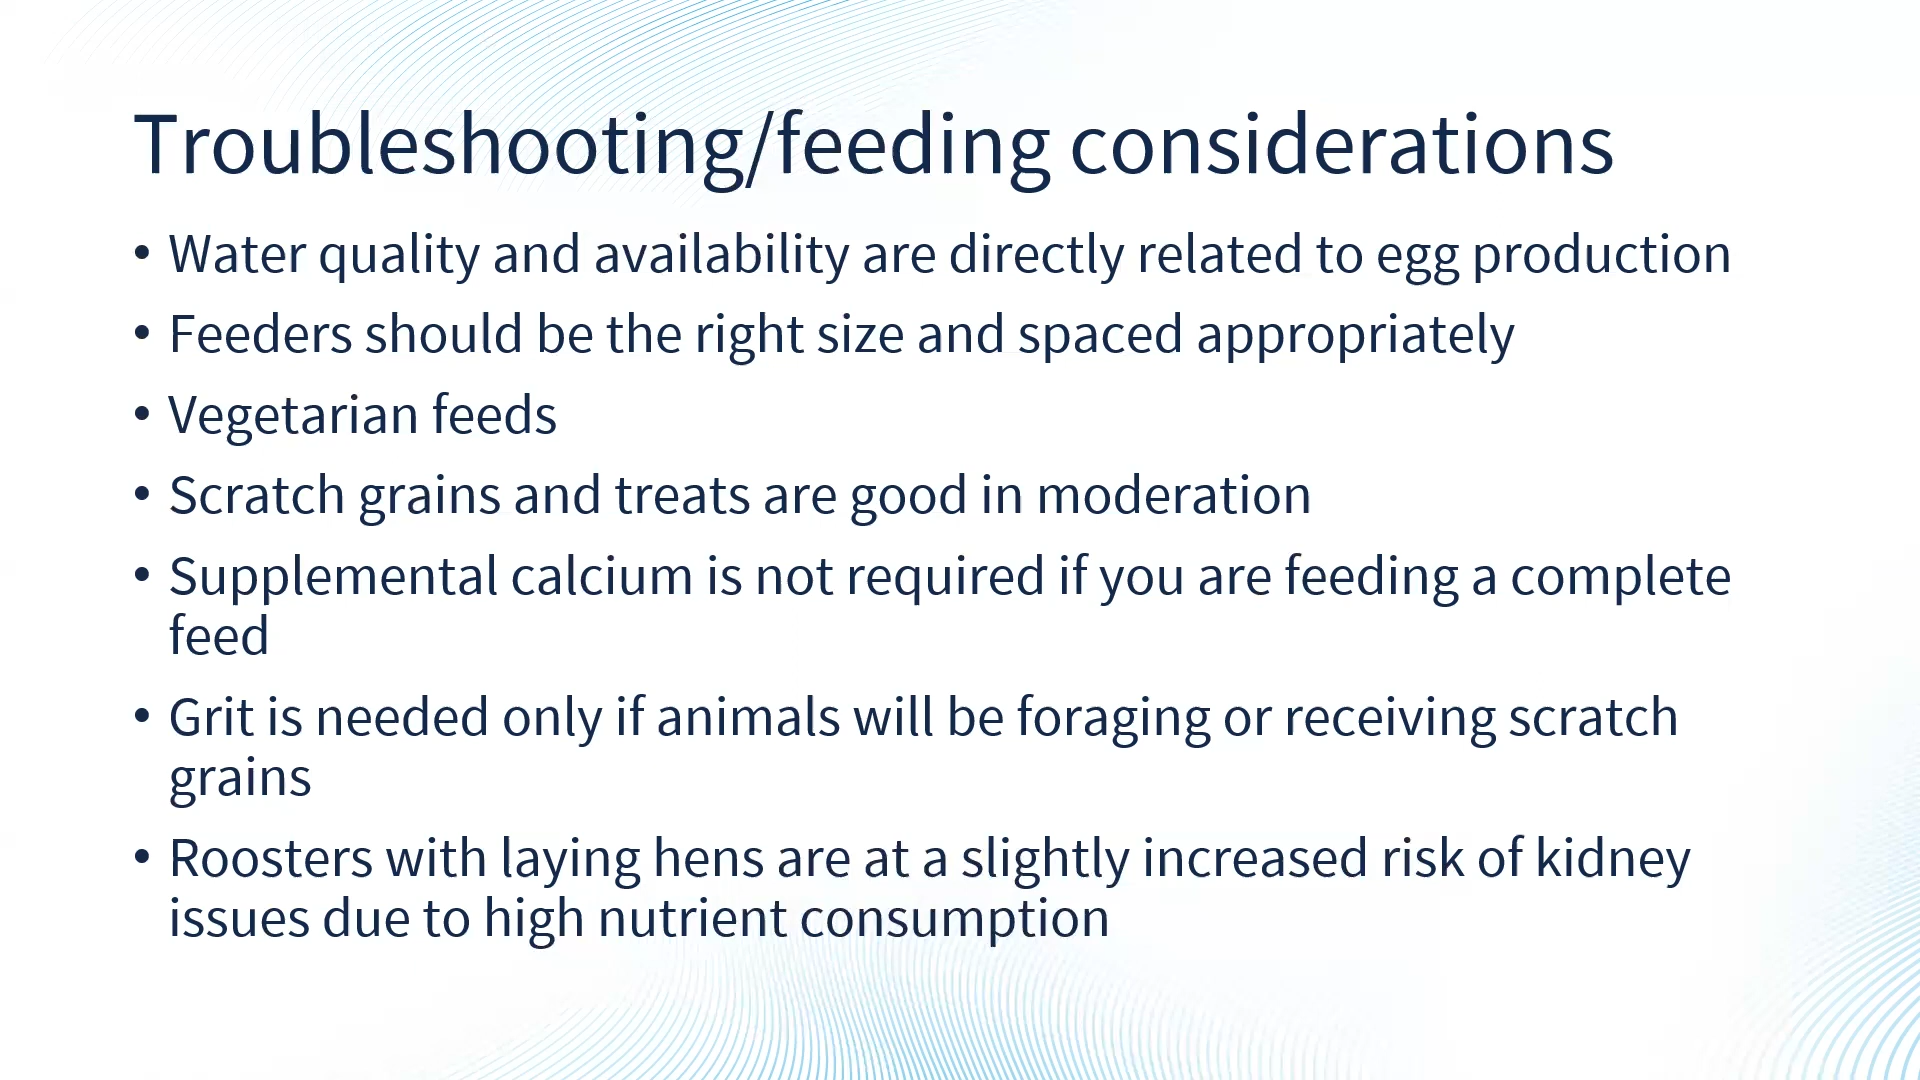 Troubleshooting/feeding considerations
• Water quality and availability are directly related to egg production
• Feeders should be the right size and spaced appropriately
• Vegetarian feeds
• Scratch grains and treats are good in moderation
• Supplemental calcium is not required if you are feeding a complete
feed
• Grit is needed only if animals will be foraging or receiving scratch
grains
• Roosters with laying hens are at a slightly increased risk of kidney
issues due to high nutrient consumption